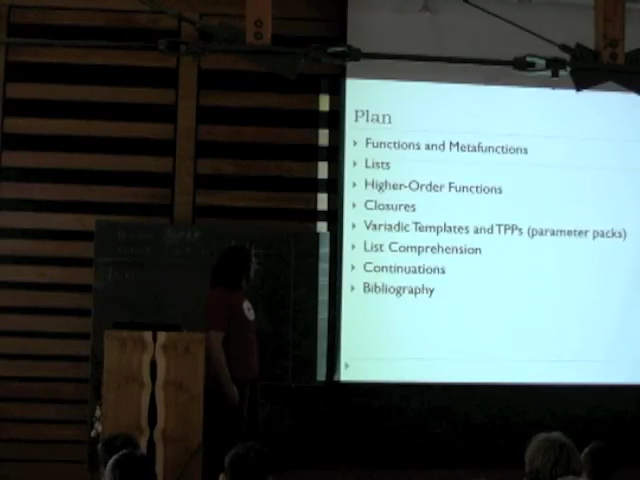 Plan
Functions and Metafunctions
Lists
Higher-Order Functions
Closures
Variadic Templates and TPPs (parameter packs)
List Comprehension
Continuations
Bibliography